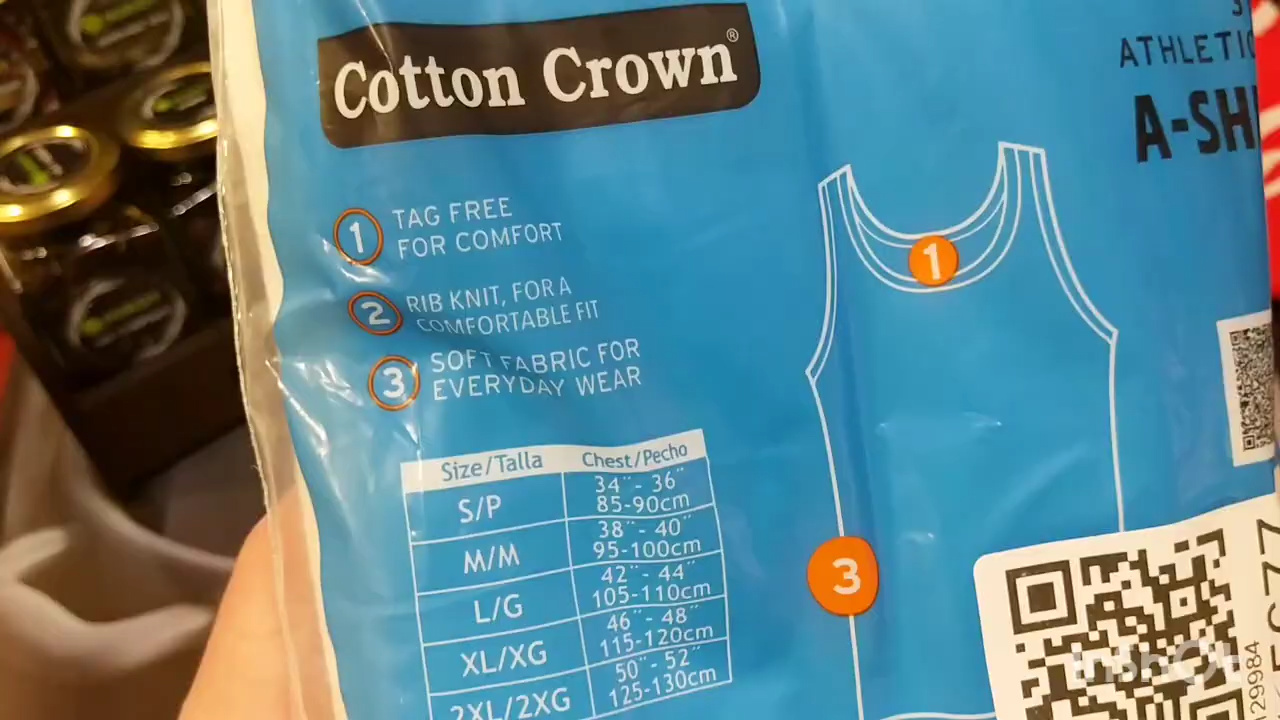 Cotton Crown®
ATHLETIC
A-SH
1 TAG FREE
FOR COMFORT
2 RIB KNIT, FOR A
COMFORTABLE FIT
3 SOFT FABRIC FOR
EVERYDAY WEAR
1
3
Size/Talla Chest/Pecho
S/P 34"- 36"
85-90cm
M/M 38"- 40"
95-100cm
L/G 42"- 44"
105-110cm
XL/XG 46"- 48"
115-120cm
2XL/2XG 50"- 52"
125-130cm
29984
InShOt